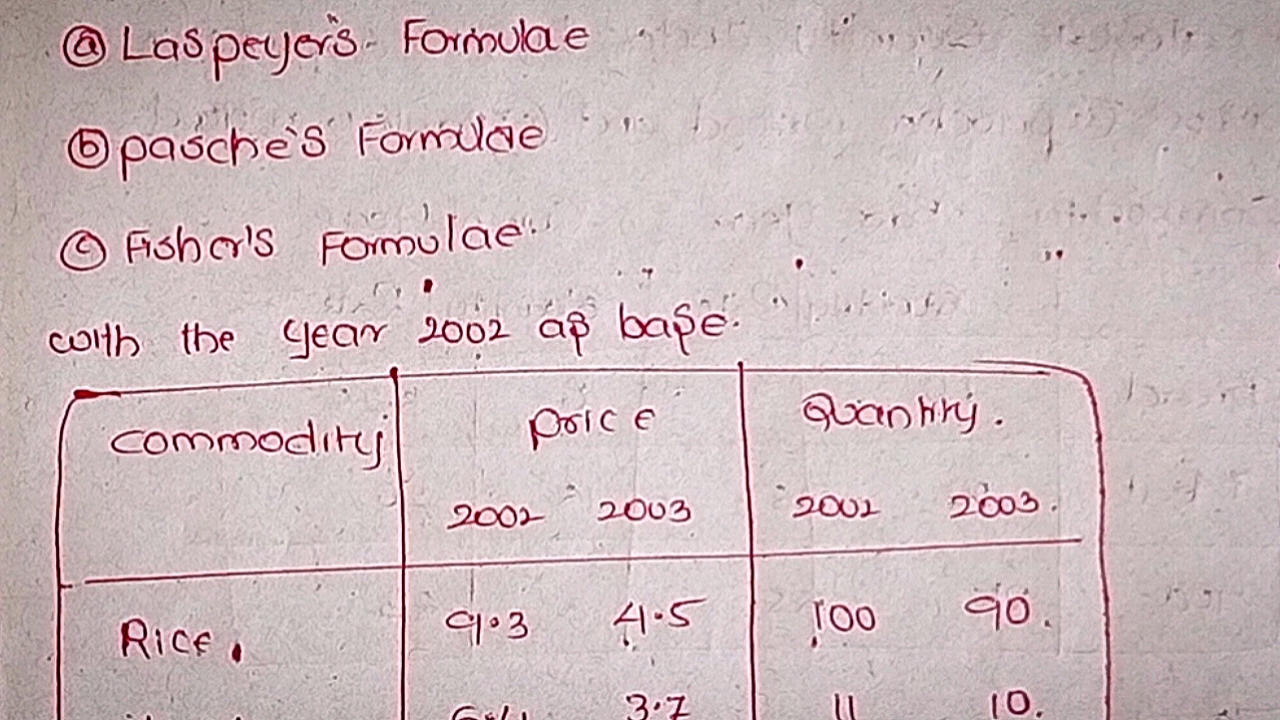 ⓐ Laspeyer's Formulae
ⓑ pasche's Formulae
ⓒ Fisher's Formulae
with the year 2002 as base.
Commodity price Quantity.
2002 2003 2002 2003.
Rice. 9.3 4.5 100 90.
3.7 11 10.